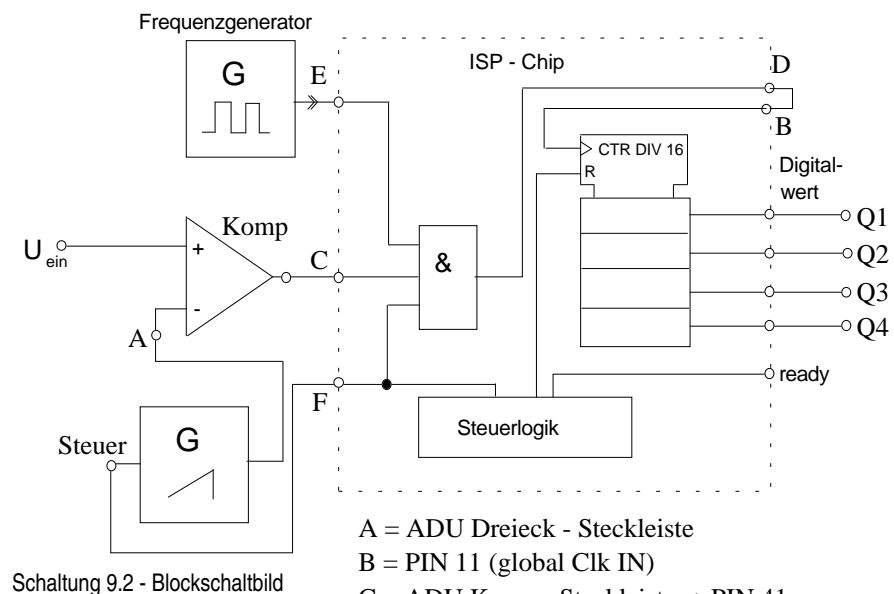 Frequenzgenerator
ISP - Chip
G
E
D
B
CTR DIV 16
R
Digital-
wert
Q1
Q2
Q3
Q4
Komp
U ein
+
-
C
&
A
F
ready
Steuerlogik
Steuer
G
A = ADU Dreieck - Steckleiste
B = PIN 11 (global Clk IN)
Schaltung 9.2 - Blockschaltbild